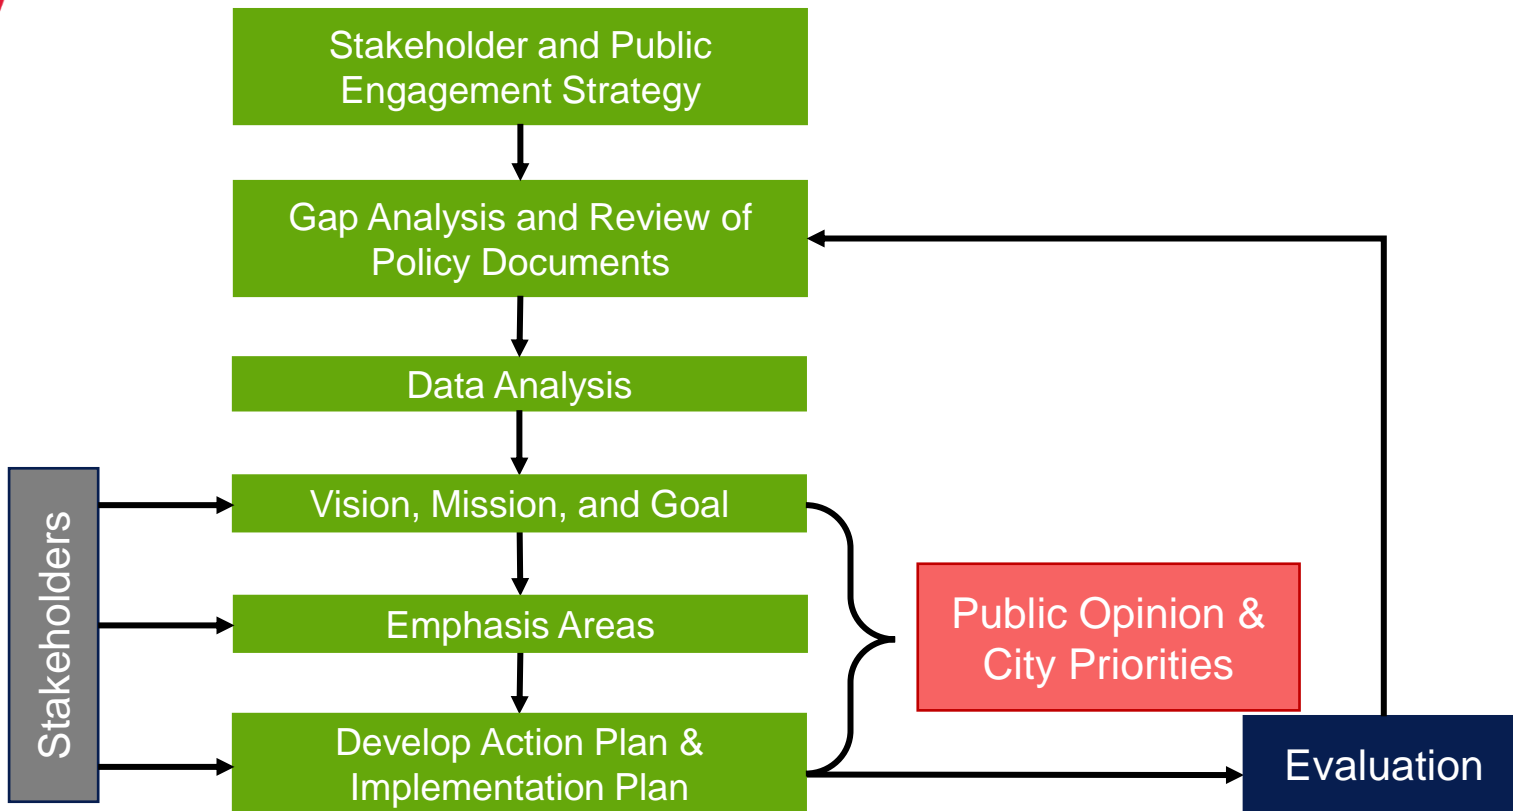 Stakeholder and Public
Engagement Strategy
Gap Analysis and Review of
Policy Documents
Data Analysis
Vision, Mission, and Goal
Emphasis Areas
Develop Action Plan &
Implementation Plan
Stakeholders
Public Opinion &
City Priorities
Evaluation